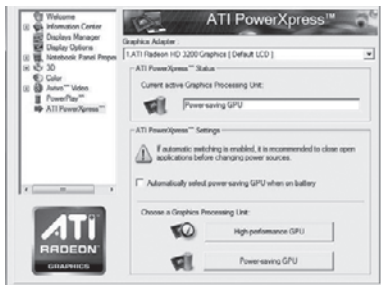 Welcome
Information Center
Displays Manager
Display Options
Notebook Panel Proper
3D
Color
Avivo™ Video
PowerPlay™
ATI PowerXpress™
ATI
RADEON
GRAPHICS
ATI PowerXpress™
Graphics Adapter :
1.ATI Radeon HD 3200 Graphics [ Default LCD ]
ATI PowerXpress™ Status
Current active Graphics Processing Unit:
Power-saving GPU
ATI PowerXpress™ Settings
If automatic switching is enabled, it is recommended to close open
applications before changing power sources.
Automatically select power-saving GPU when on battery
Choose a Graphics Processing Unit:
High-performance GPU
Power-saving GPU